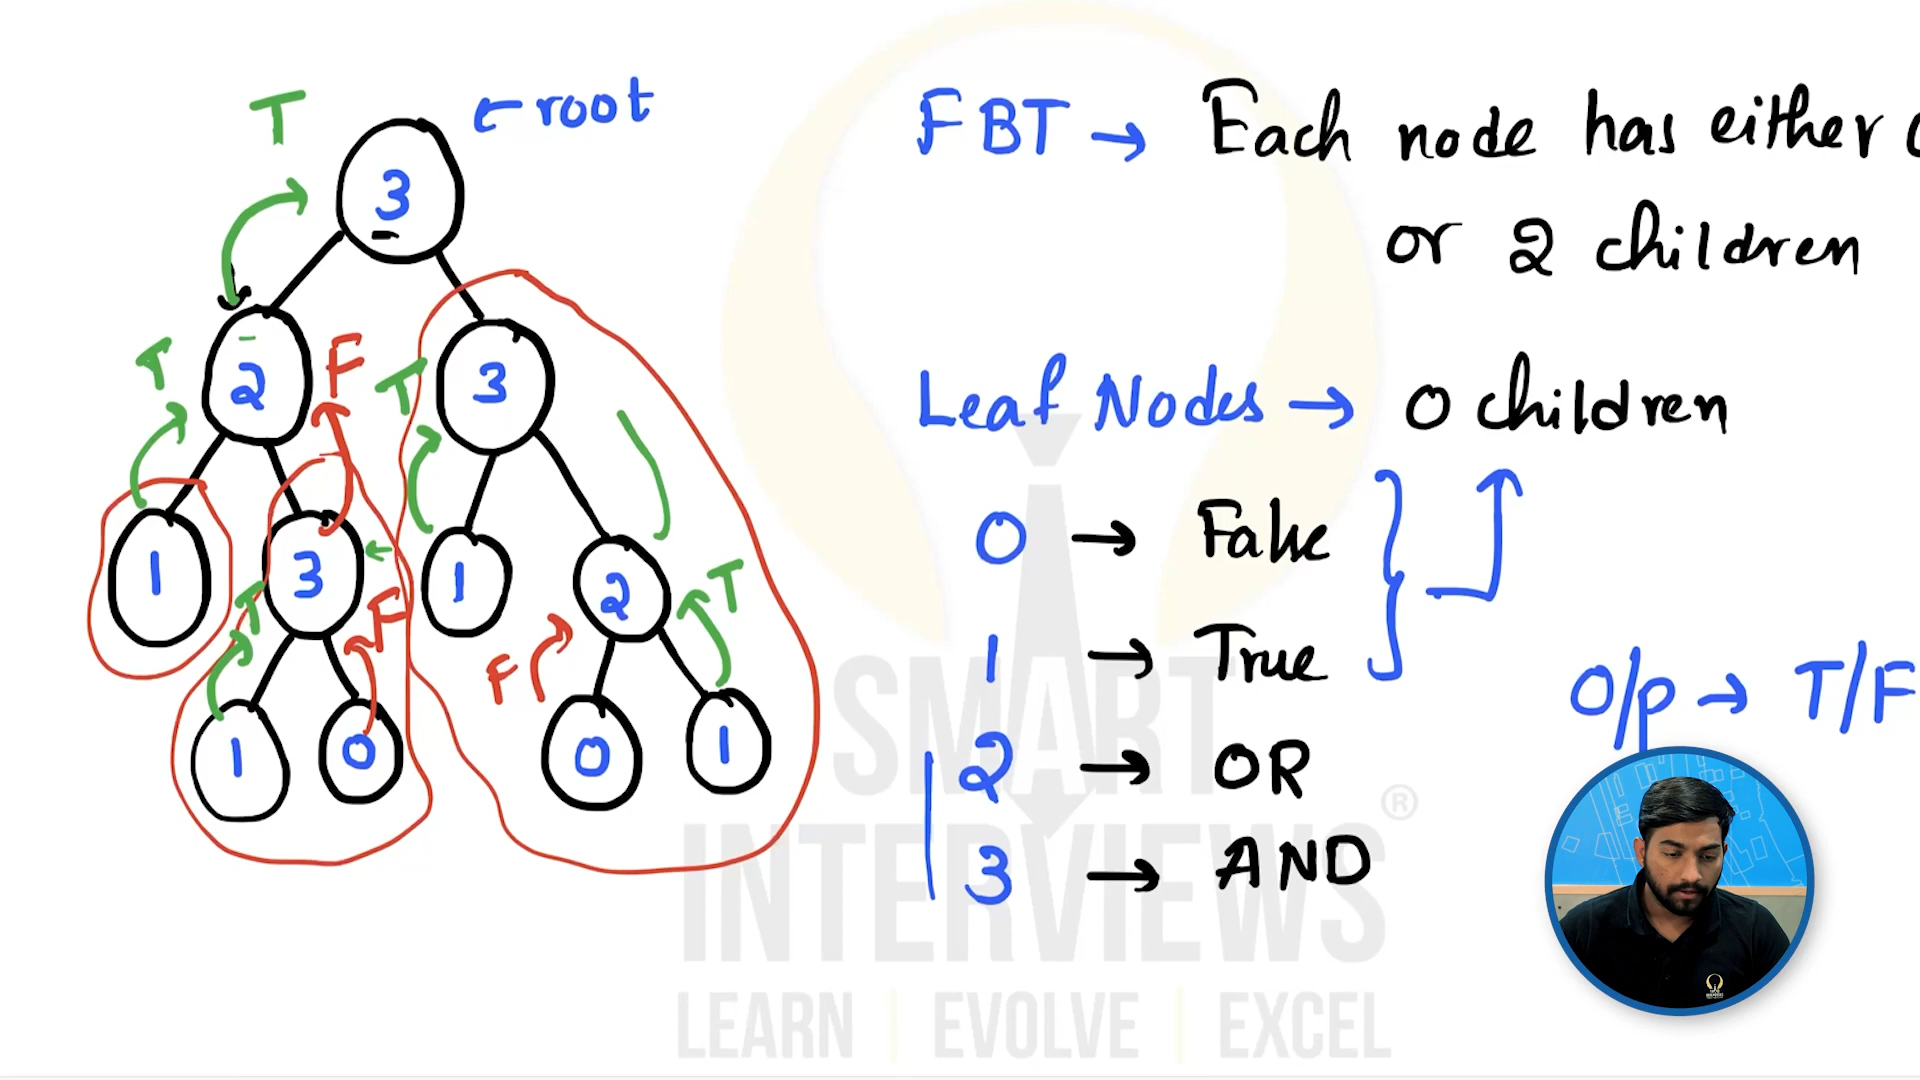 T
← root
3
2
3
T
F
T
1
3
1
2
T
F
F
T
1
0
0
1
FBT → Each node has either
or 2 children
Leaf Nodes → 0 children
0 → False
1 → True
2 → OR
3 → AND
O/p → T/F
SMART
INTERVIEWS®
LEARN | EVOLVE | EXCEL